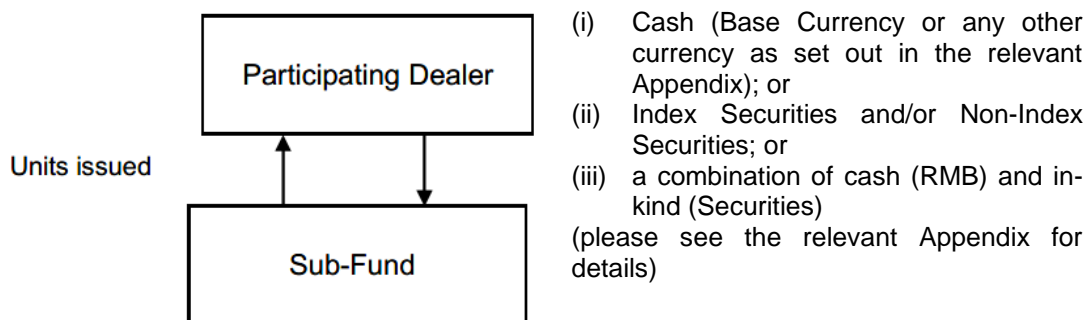 Participating Dealer
Units issued
Sub-Fund
(i) Cash (Base Currency or any other
currency as set out in the relevant
Appendix); or
(ii) Index Securities and/or Non-Index
Securities; or
(iii) a combination of cash (RMB) and in-
kind (Securities)
(please see the relevant Appendix for
details)